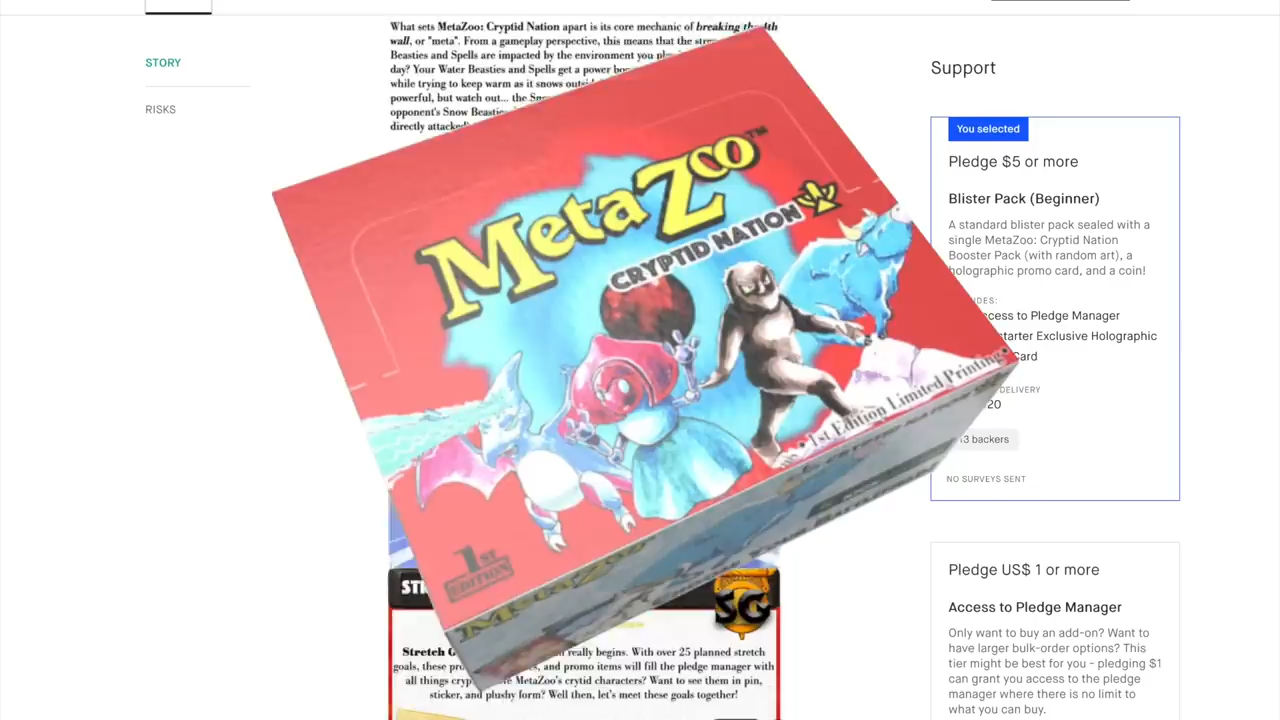 What sets MetaZoo: Cryptid Nation apart is its core mechanic of breaking the 4th
wall, or "meta". From a gameplay perspective, this means that the
Beasties and Spells are impacted by the environment you
day? Your Water Beasties and Spells get a power
while trying to keep warm as it snows
powerful, but watch out... the
opponent's Snow
directly attacked
STORY
RISKS
MetaZoo™
CRYPTID NATION
1st Edition Limited Printing
1ST
EDITION
MetaZoo
SG
Stretch really begins. With over 25 planned stretch
goals, these and promo items will fill the pledge manager with
all things MetaZoo's crytid characters? Want to see them in pin,
sticker, and plushy form? Well then, let's meet these goals together!
Support
You selected
Pledge $5 or more
Blister Pack (Beginner)
A standard blister pack sealed with a
single MetaZoo: Cryptid Nation
Booster Pack (with random art), a
holographic promo card, and a coin!
Access to Pledge Manager
Exclusive Holographic
Card
DELIVERY
backers
NO SURVEYS SENT
Pledge US$ 1 or more
Access to Pledge Manager
Only want to buy an add-on? Want to
have larger bulk-order options? This
tier might be best for you - pledging $1
can grant you access to the pledge
manager where there is no limit to
what you can buy.